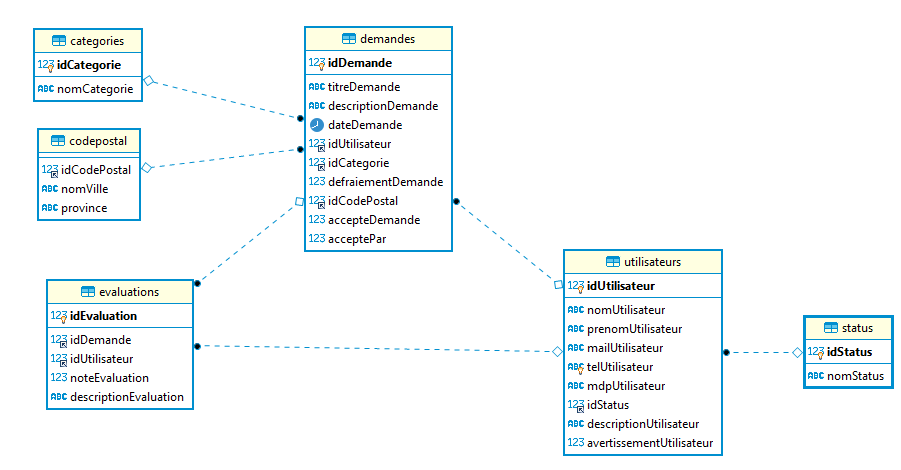 categories
123 idCategorie
ABC nomCategorie
codepostal
123 idCodePostal
ABC nomVille
ABC province
demandes
123 idDemande
ABC titreDemande
ABC descriptionDemande
dateDemande
123 idUtilisateur
123 idCategorie
123 defraiementDemande
123 idCodePostal
123 accepteDemande
123 acceptePar
evaluations
123 idEvaluation
123 idDemande
123 idUtilisateur
123 noteEvaluation
ABC descriptionEvaluation
utilisateurs
123 idUtilisateur
ABC nomUtilisateur
ABC prenomUtilisateur
ABC mailUtilisateur
ABC telUtilisateur
ABC mdpUtilisateur
123 idStatus
ABC descriptionUtilisateur
123 avertissementUtilisateur
status
123 idStatus
ABC nomStatus